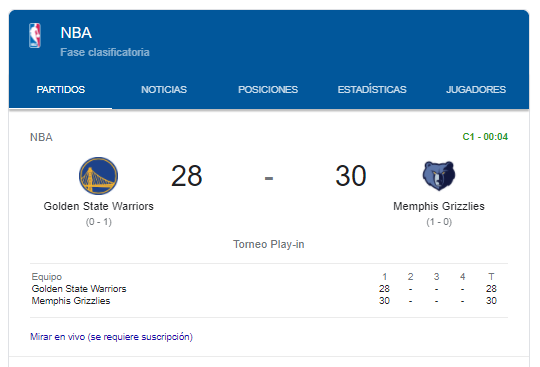 NBA
Fase clasificatoria
PARTIDOS NOTICIAS POSICIONES ESTADÍSTICAS JUGADORES
NBA C1 - 00:04
28 - 30
Golden State Warriors Memphis Grizzlies
(0 - 1) (1 - 0)
Torneo Play-in
Equipo 1 2 3 4 T
Golden State Warriors 28 - - - 28
Memphis Grizzlies 30 - - - 30
Mirar en vivo (se requiere suscripción)